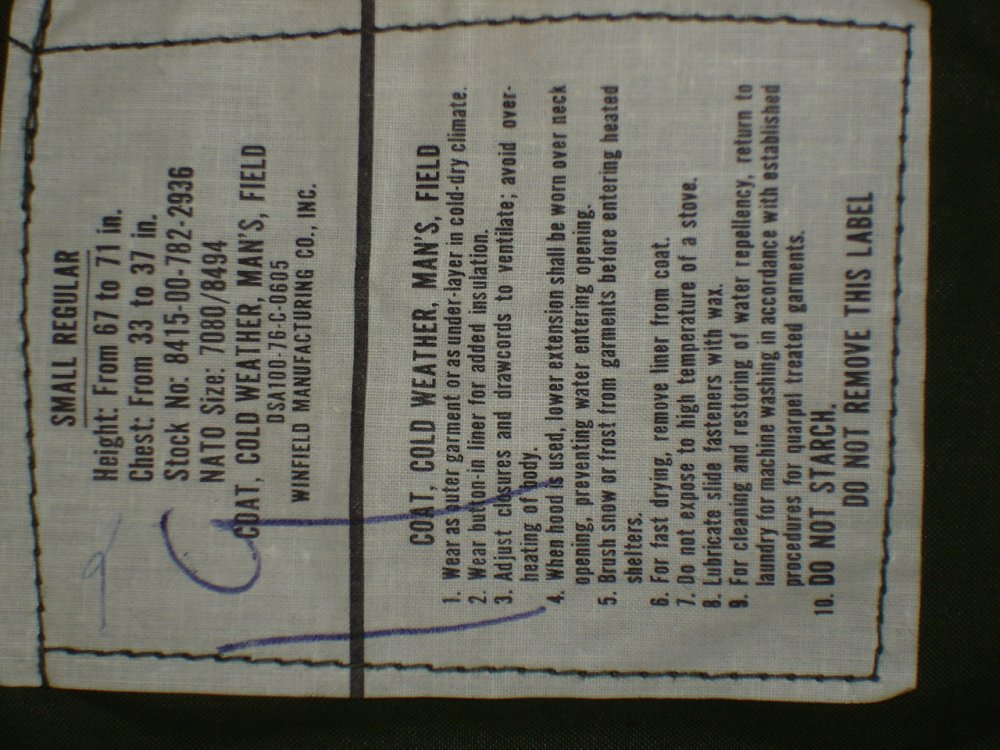 SMALL REGULAR
Height: From 67 to 71 in.
Chest: From 33 to 37 in.
Stock No: 8415-00-782-2936
NATO Size: 7080/8494
COAT, COLD WEATHER, MAN'S, FIELD
DSA100-76-C-0605
WINFIELD MANUFACTURING CO., INC.
COAT, COLD WEATHER, MAN'S, FIELD
1. Wear as outer garment or as under-layer in cold-dry climate.
2. Wear button-in liner for added insulation.
3. Adjust closures and drawcords to ventilate; avoid over-
heating of body.
4. When hood is used, lower extension shall be worn over neck
opening, preventing water entering opening.
5. Brush snow or frost from garments before entering heated
shelters.
6. For fast drying, remove liner from coat.
7. Do not expose to high temperature of a stove.
8. Lubricate slide fasteners with wax.
9. For cleaning and restoring of water repellency, return to
laundry for machine washing in accordance with established
procedures for quarpel treated garments.
10. DO NOT STARCH.
DO NOT REMOVE THIS LABEL